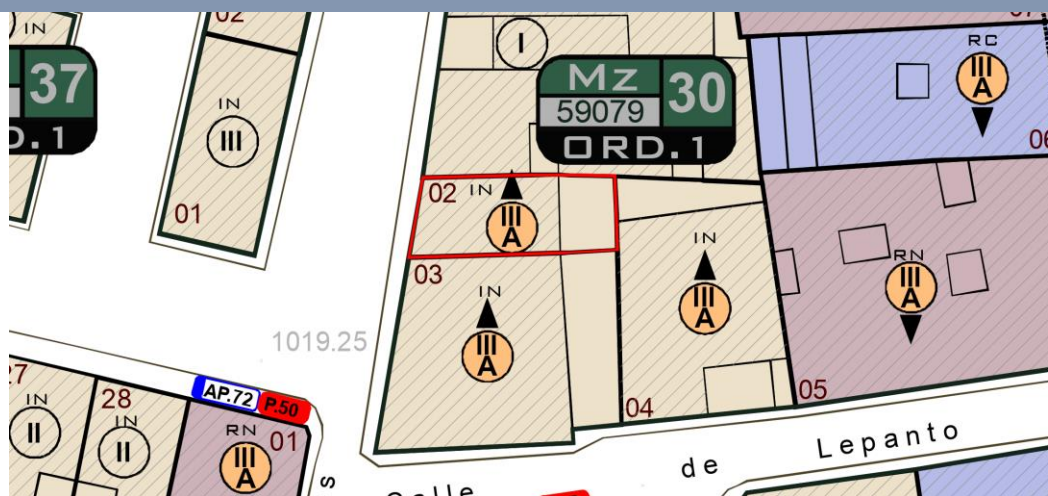 02
07
IN
I
RC
37
Mz
30
59079
III
A
IN
ORD.1
III
D.1
06
01
02
IN
III
A
IN
RN
III
A
03
IN
III
A
III
A
1019.25
27
28
AP.72
P.50
05
04
IN
IN
RN
01
II
II
III
A
s
Calle de Lepanto